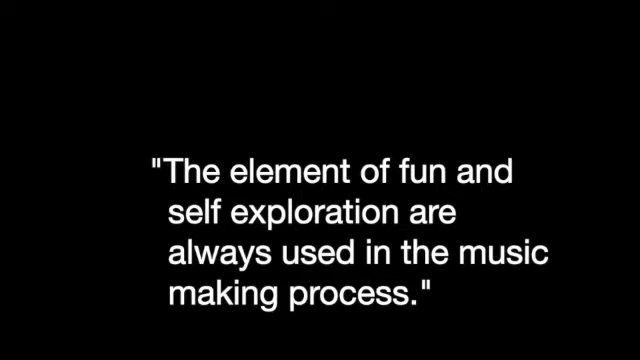 "The element of fun and
self exploration are
always used in the music
making process."